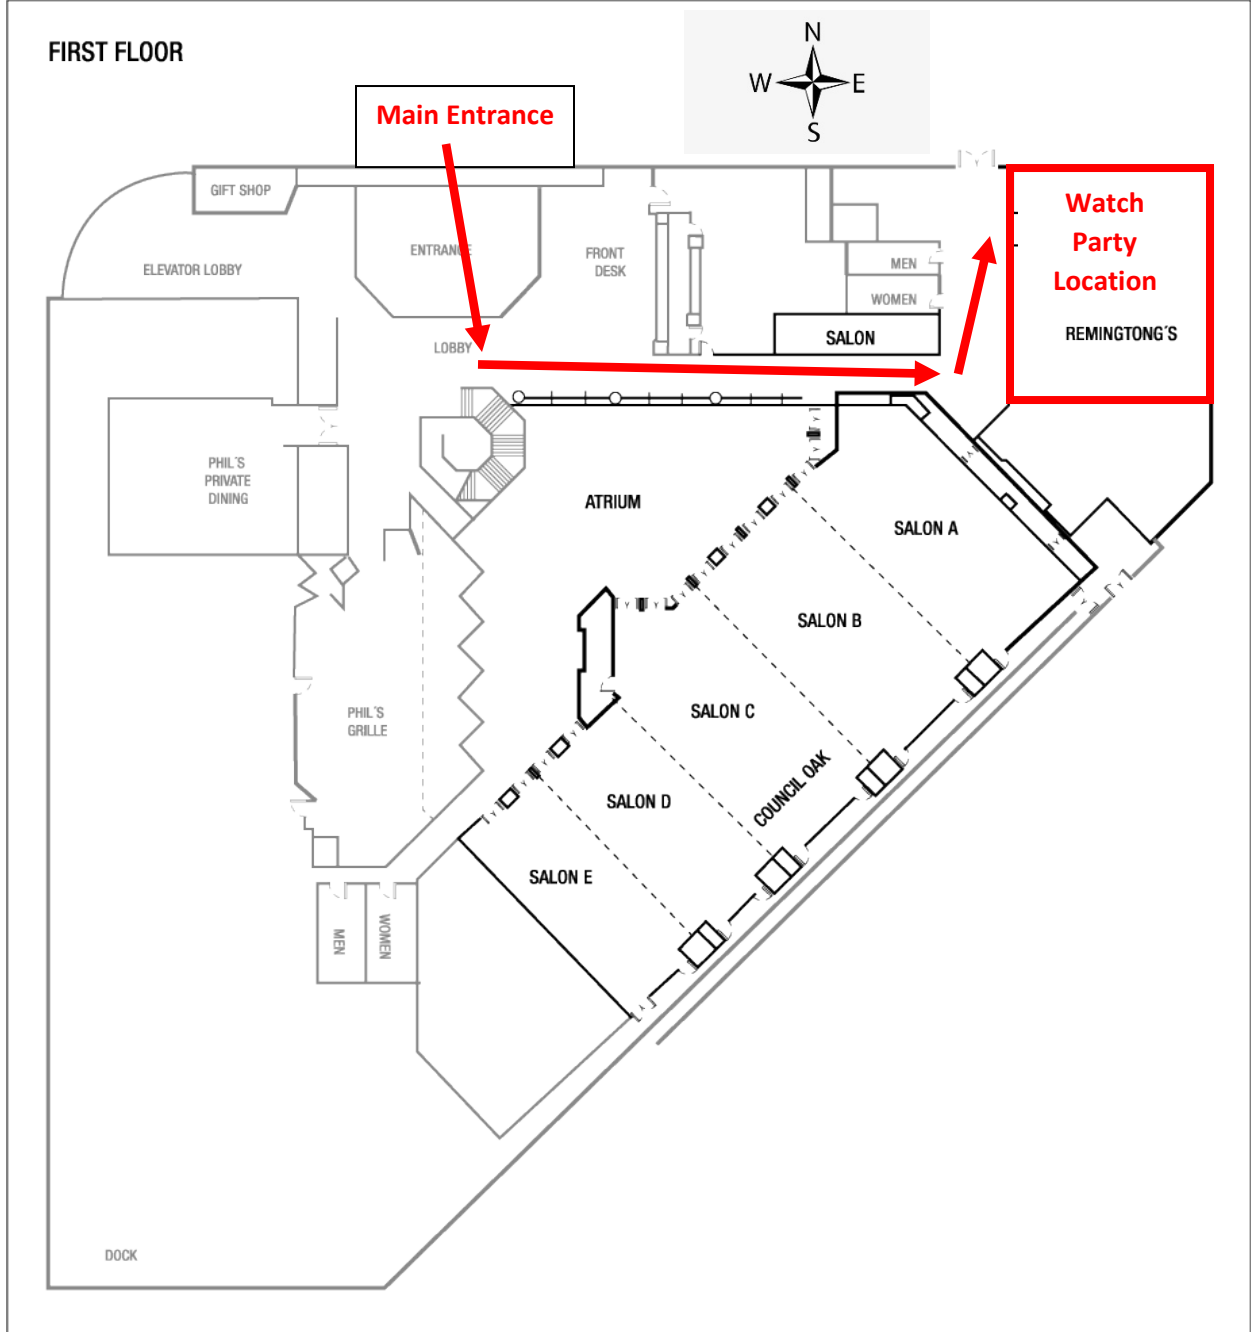 FIRST FLOOR
N
W E
S
Main Entrance
GIFT SHOP
ENTRANCE
FRONT
DESK
ELEVATOR LOBBY
MEN
WOMEN
Watch
Party
Location
LOBBY
SALON
REMINGTONG'S
PHIL'S
PRIVATE
DINING
ATRIUM
SALON A
SALON B
SALON C
PHIL'S
GRILLE
COUNCIL OAK
SALON D
SALON E
MEN
WOMEN
DOCK